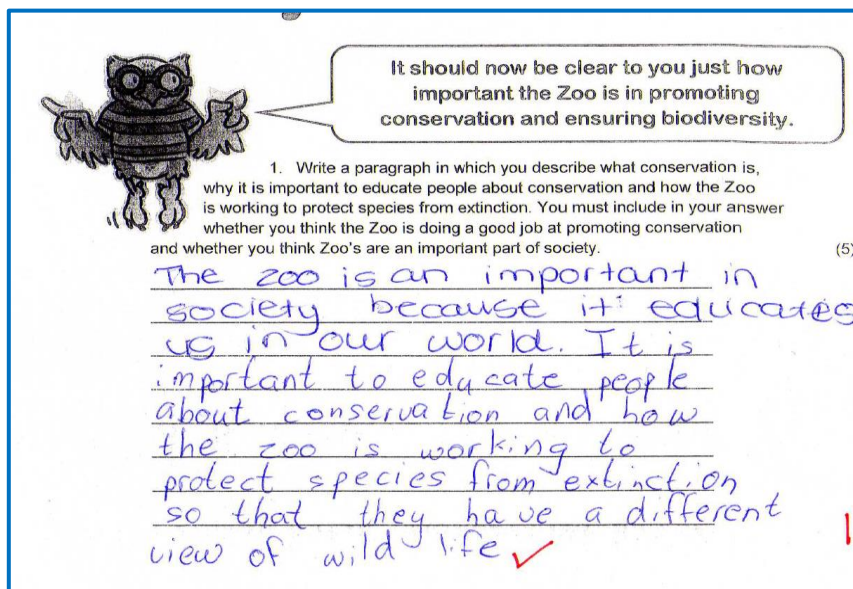 It should now be clear to you just how
important the Zoo is in promoting
conservation and ensuring biodiversity.
1. Write a paragraph in which you describe what conservation is,
why it is important to educate people about conservation and how the Zoo
is working to protect species from extinction. You must include in your answer
whether you think the Zoo is doing a good job at promoting conservation
and whether you think Zoo's are an important part of society. (5)
The zoo is an important in
society because it educates
us in our world. It is
important to educate people
about conservation and how
the zoo is working to
protect species from extinction
so that they have a different
view of wild life